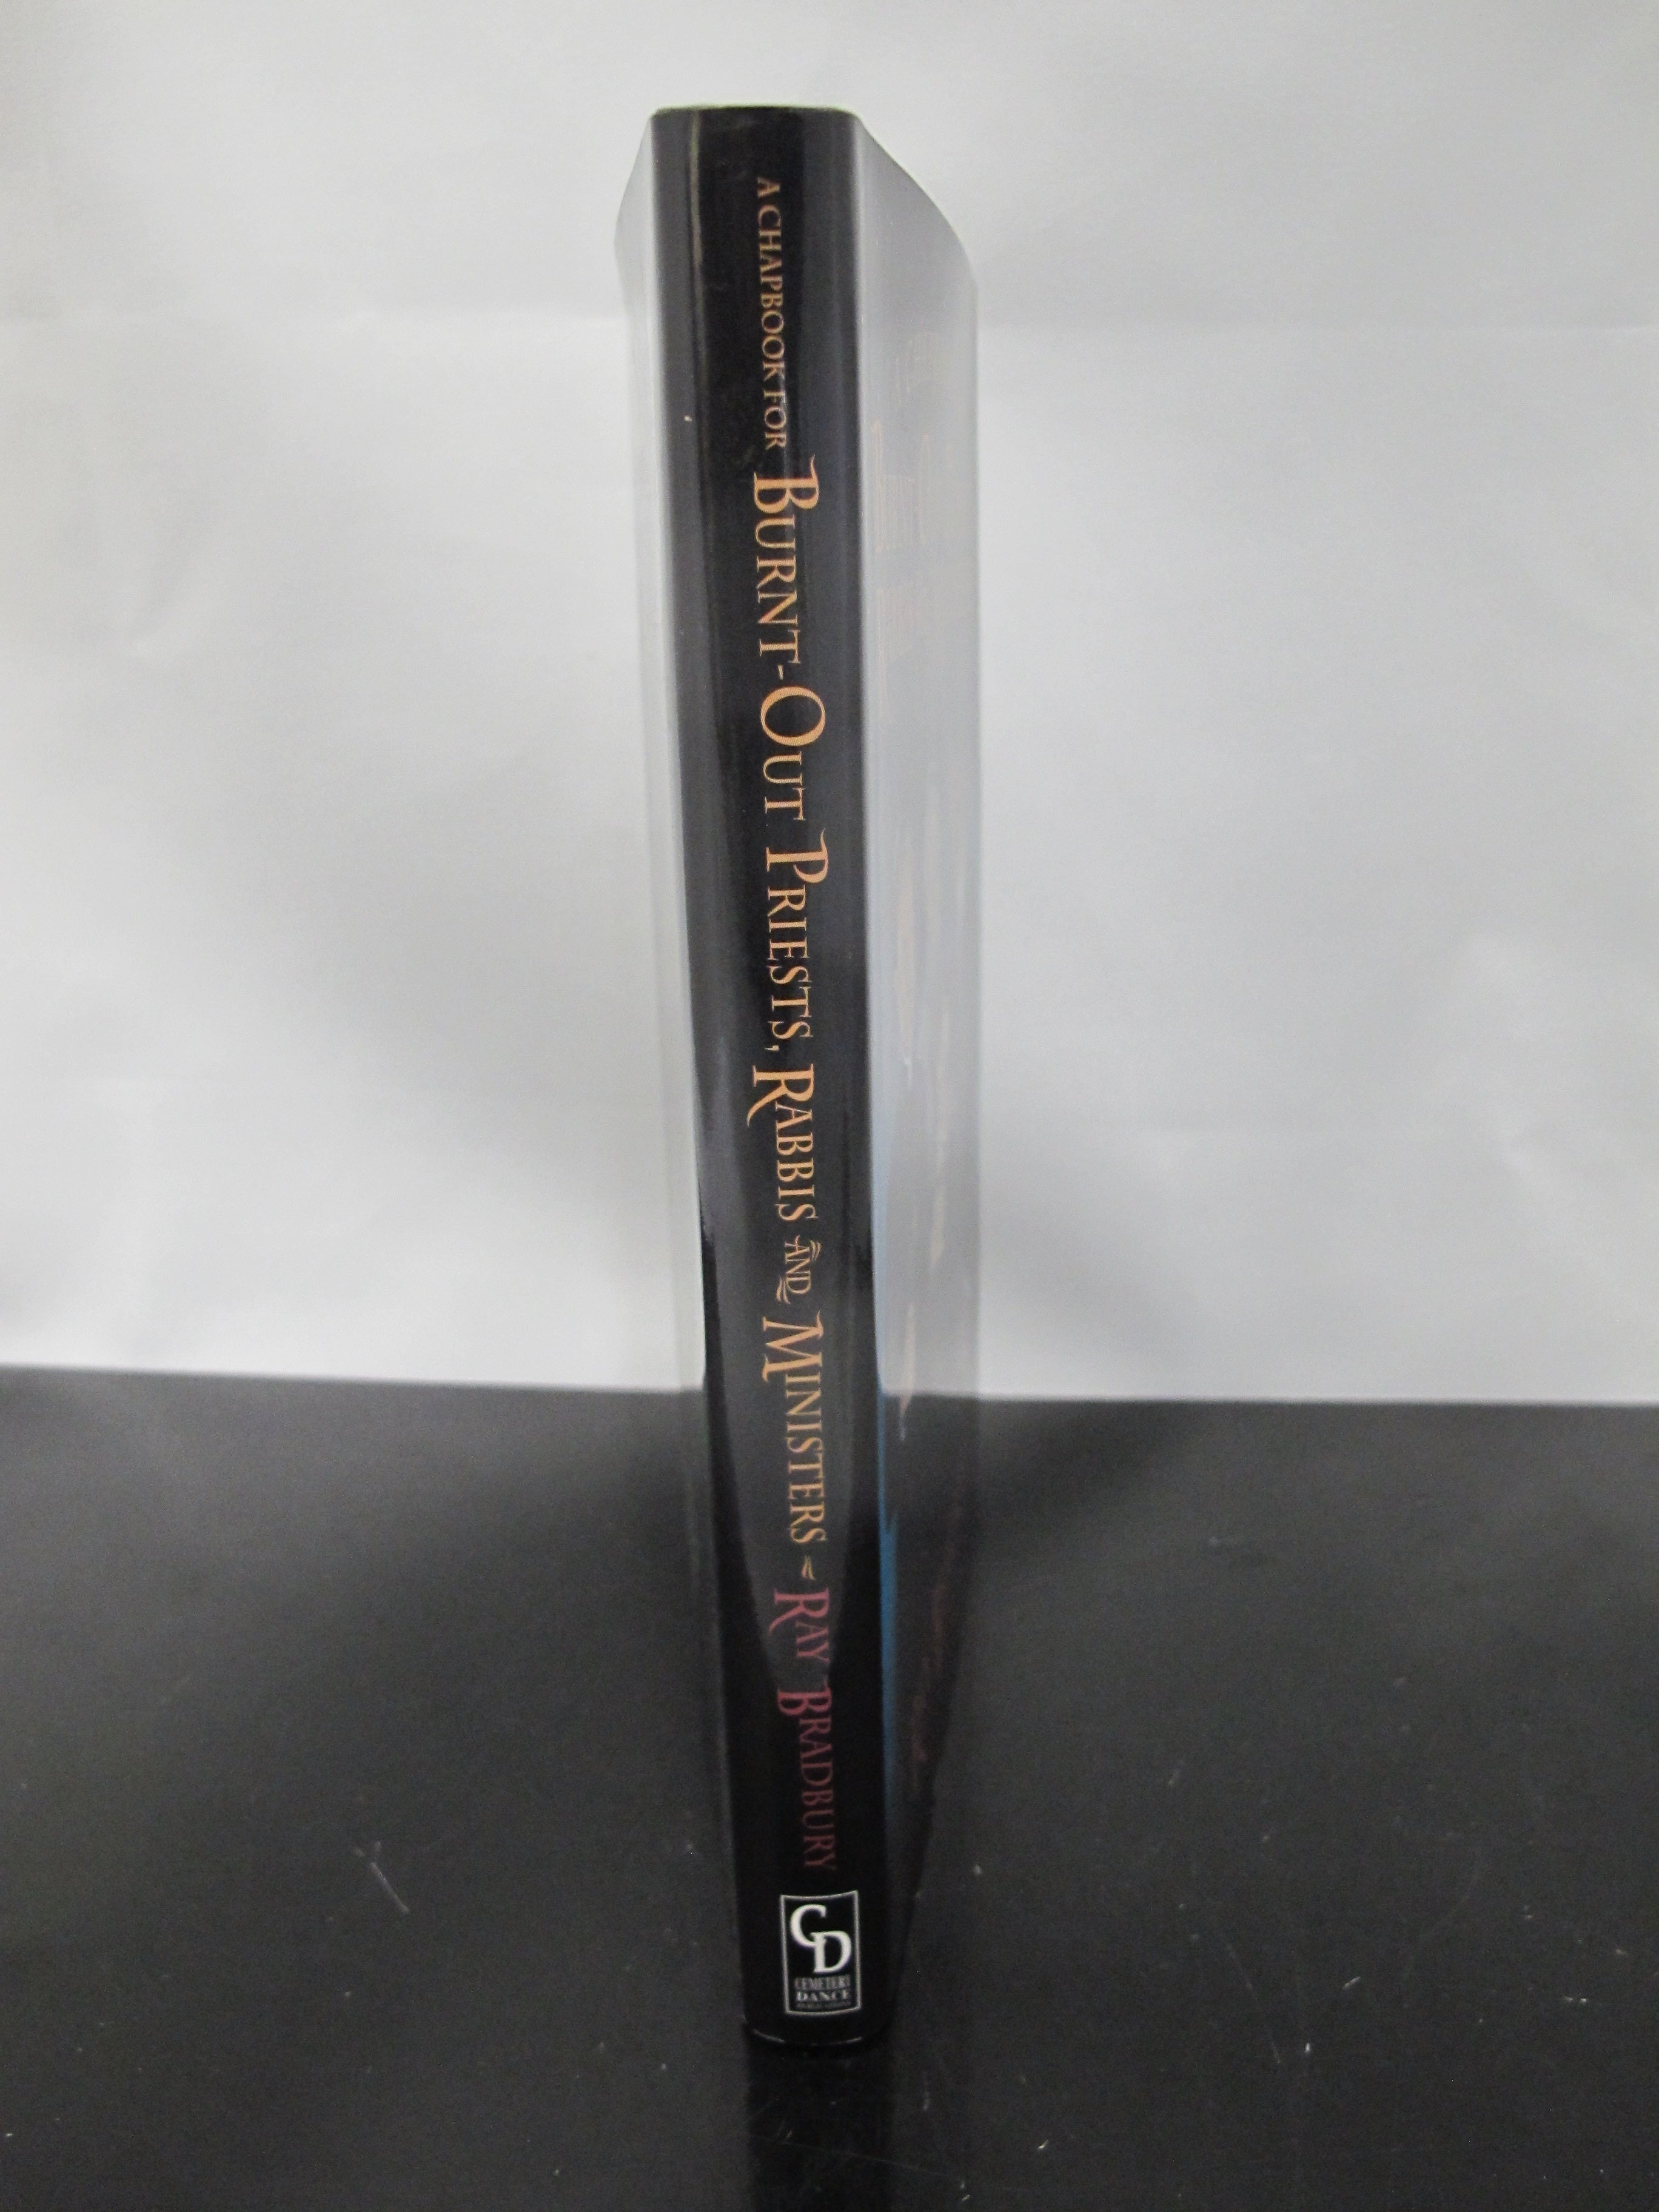 A CHAPBOOK FOR BURNT-OUT PRIESTS, RABBIS AND MINISTERS ~ RAY BRADBURY
CD
CEMETERY
DANCE